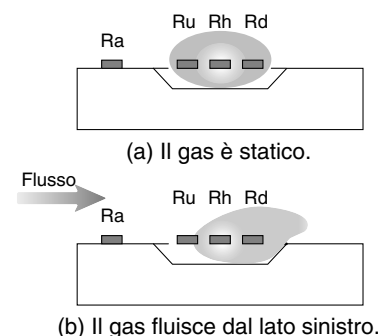 Ru Rh Rd
Ra
(a) Il gas è statico.
Flusso
Ru Rh Rd
Ra
(b) Il gas fluisce dal lato sinistro.